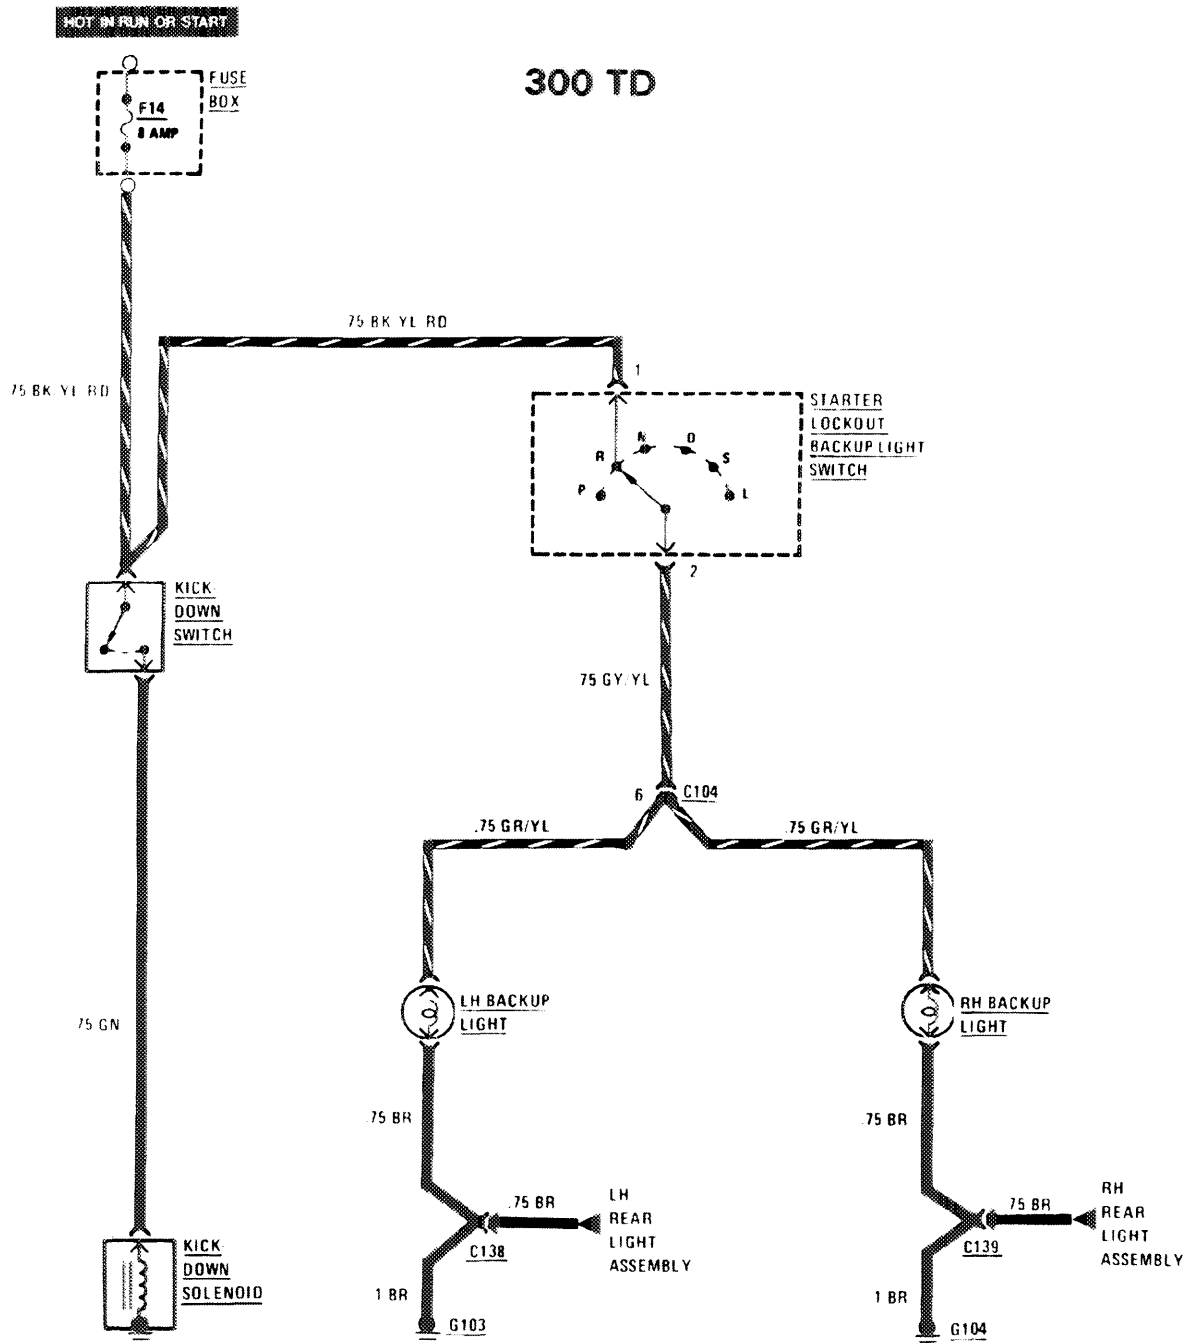 HOT IN RUN OR START
300 TD
FUSE
BOX
F14
8 AMP
.75 BK/YL/RD
.75 BK/YL/RD
1
STARTER
LOCKOUT
BACKUP LIGHT
SWITCH
P
R
N
D
S
L
2
KICK-
DOWN
SWITCH
.75 GY/YL
6
C104
.75 GR/YL
.75 GR/YL
LH BACKUP
LIGHT
RH BACKUP
LIGHT
.75 GN
.75 BR
.75 BR
.75 BR
LH
REAR
LIGHT
ASSEMBLY
C138
.75 BR
RH
REAR
LIGHT
ASSEMBLY
C139
KICK-
DOWN
SOLENOID
1 BR
G103
1 BR
G104